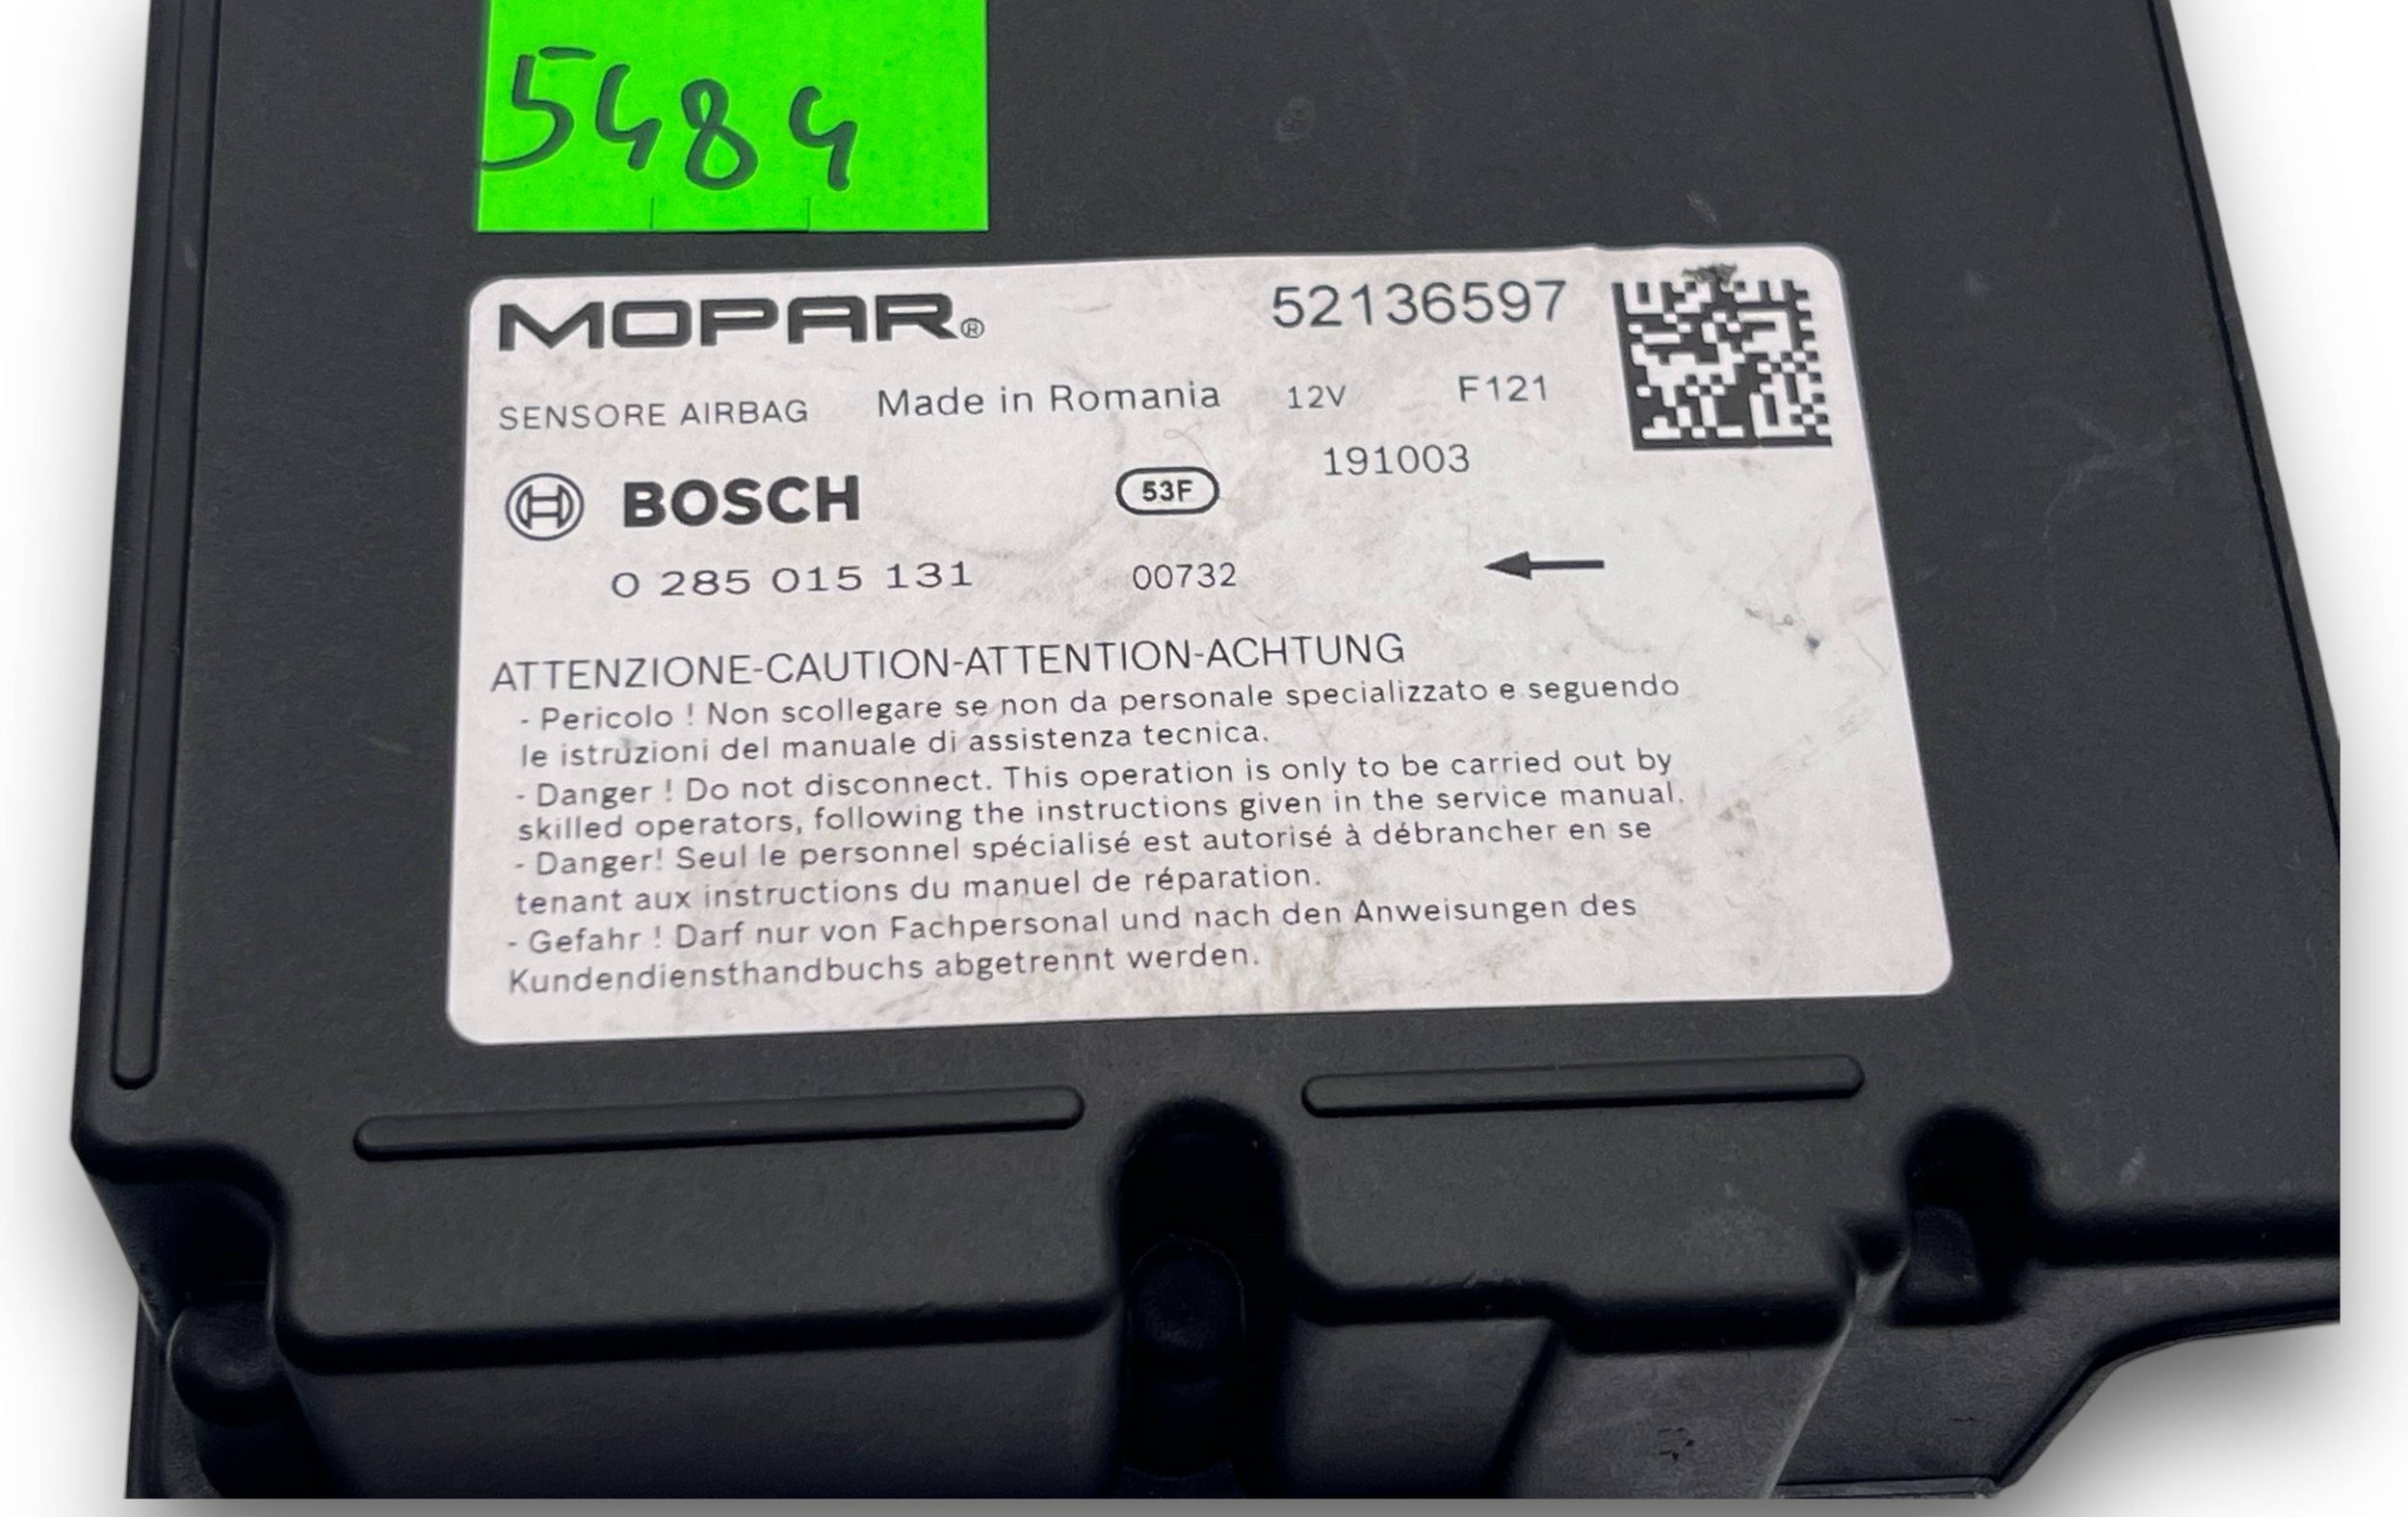 5484
MOPAR®
52136597
SENSORE AIRBAG Made in Romania 12V F121
191003
BOSCH 53F
0 285 015 131 00732
ATTENZIONE-CAUTION-ATTENTION-ACHTUNG
- Pericolo ! Non scollegare se non da personale specializzato e seguendo
le istruzioni del manuale di assistenza tecnica.
- Danger ! Do not disconnect. This operation is only to be carried out by
skilled operators, following the instructions given in the service manual.
- Danger! Seul le personnel spécialisé est autorisé à débrancher en se
tenant aux instructions du manuel de réparation.
- Gefahr ! Darf nur von Fachpersonal und nach den Anweisungen des
Kundendiensthandbuchs abgetrennt werden.